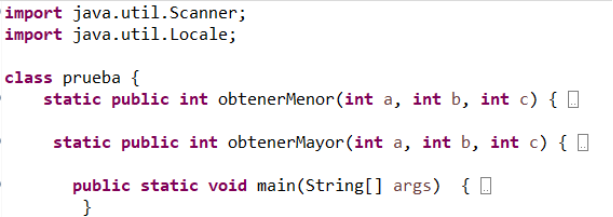 import java.util.Scanner;
import java.util.Locale;
class prueba {
static public int obtenerMenor(int a, int b, int c) {
static public int obtenerMayor(int a, int b, int c) {
public static void main(String[] args)  {
}